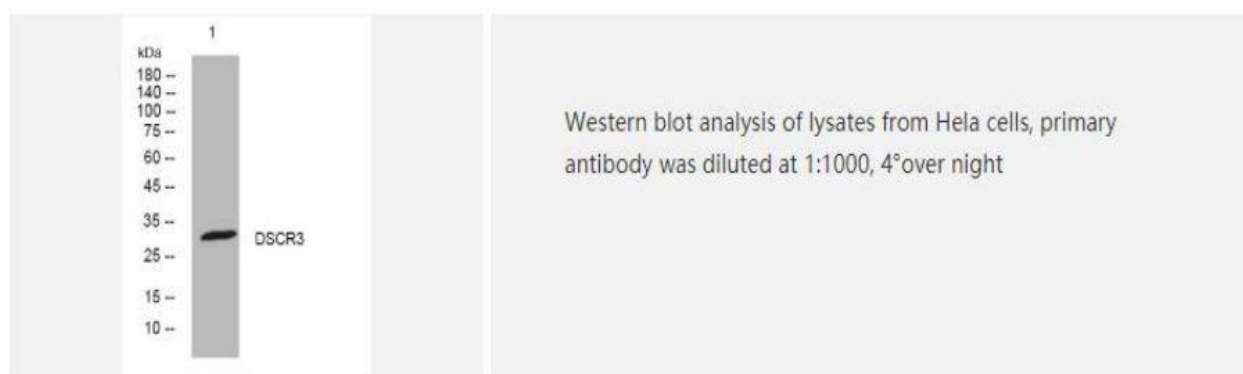 1
kDa
180 --
140 --
100 --
75 --
60 --
45 --
35 --
DSCR3
25 --
15 --
10 --
Western blot analysis of lysates from Hela cells, primary
antibody was diluted at 1:1000, 4°over night